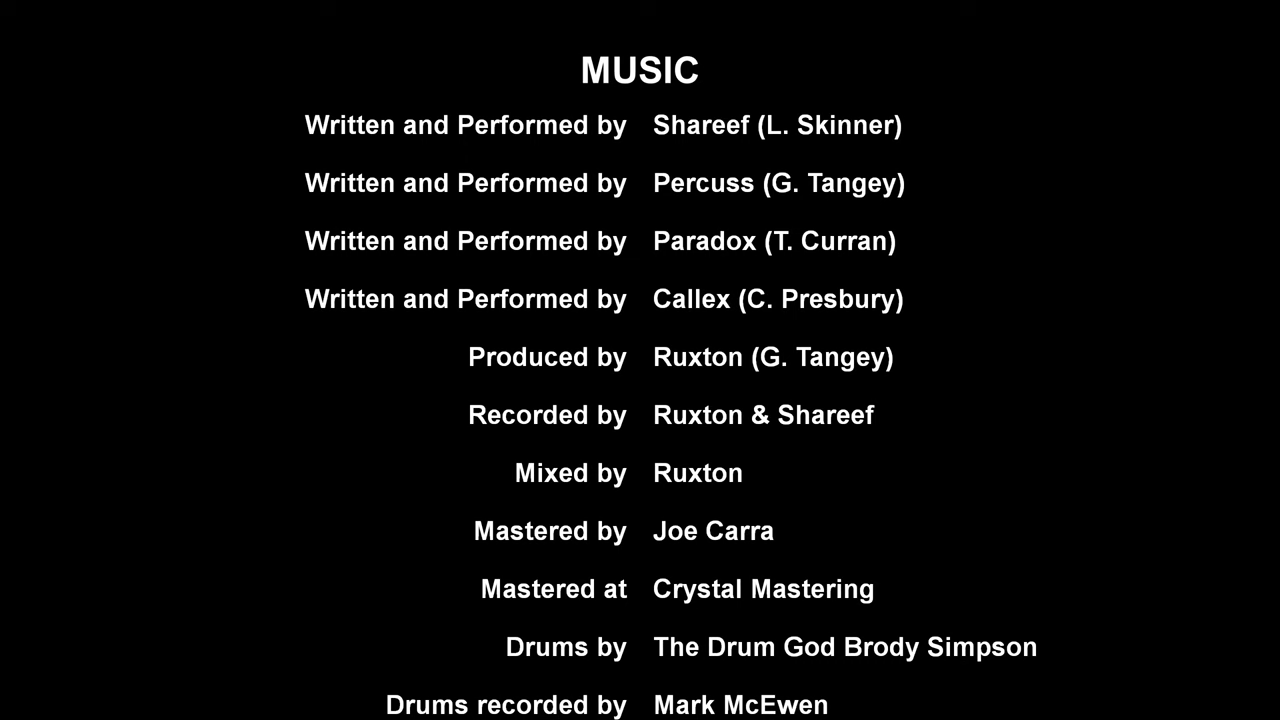 MUSIC
Written and Performed by Shareef (L. Skinner)
Written and Performed by Percuss (G. Tangey)
Written and Performed by Paradox (T. Curran)
Written and Performed by Callex (C. Presbury)
Produced by Ruxton (G. Tangey)
Recorded by Ruxton & Shareef
Mixed by Ruxton
Mastered by Joe Carra
Mastered at Crystal Mastering
Drums by The Drum God Brody Simpson
Drums recorded by Mark McEwen